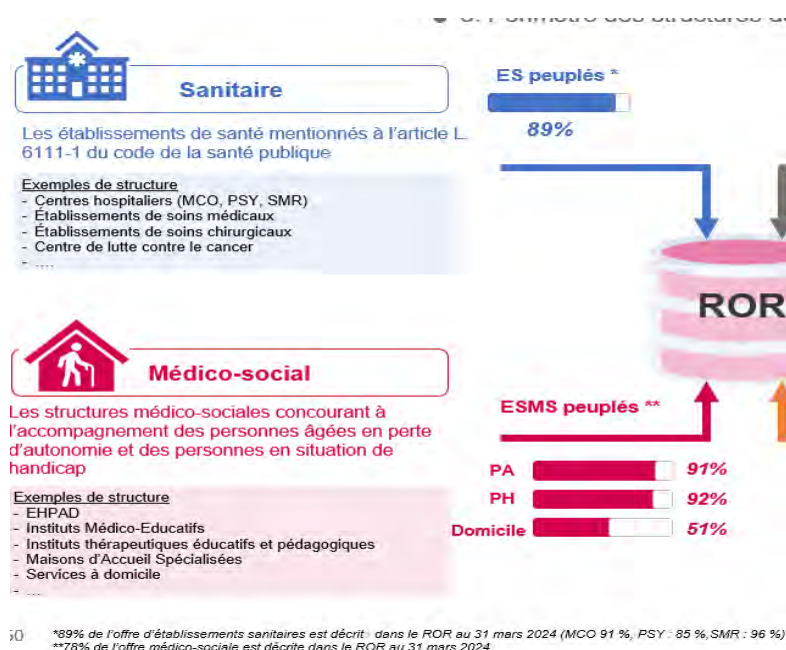 Sanitaire
ES peuplés *
89%
Les établissements de santé mentionnés à l'article L.
6111-1 du code de la santé publique
Exemples de structure
- Centres hospitaliers (MCO, PSY, SMR)
- Établissements de soins médicaux
- Établissements de soins chirurgicaux
- Centre de lutte contre le cancer
- ....
ROR
Médico-social
Les structures médico-sociales concourant à
l'accompagnement des personnes âgées en perte
d'autonomie et des personnes en situation de
handicap
ESMS peuplés **
PA 91%
PH 92%
Domicile 51%
Exemples de structure
- EHPAD
- Instituts Médico-Educatifs
- Instituts thérapeutiques éducatifs et pédagogiques
- Maisons d'Accueil Spécialisées
- Services à domicile
- ...
*89% de l'offre d'établissements sanitaires est décrit dans le ROR au 31 mars 2024 (MCO 91 %, PSY : 85 %, SMR : 96 %)
**78% de l'offre médico-sociale est décrite dans le ROR au 31 mars 2024